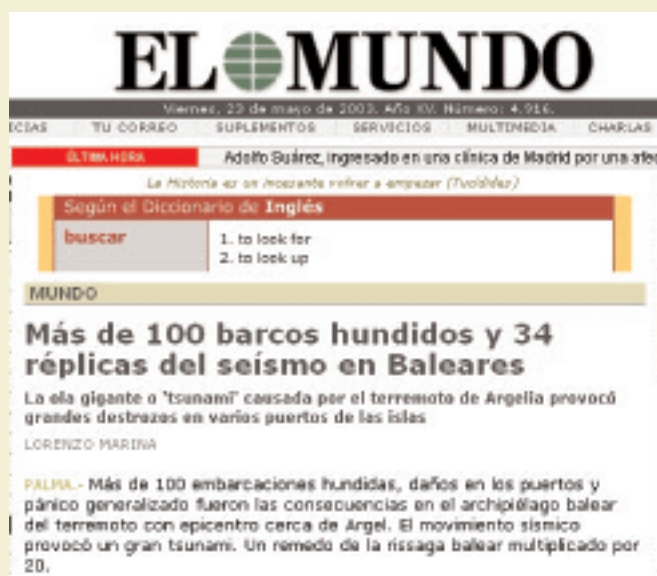 EL MUNDO
Viernes, 23 de mayo de 2003. Año XV. Número: 4.916.
ICIAS TU CORREO SUPLEMENTOS SERVICIOS MULTIMEDIA CHARLAS
ÚLTIMA HORA Adolfo Suárez, ingresado en una clínica de Madrid por una afec
La Historia es un incesante volver a empezar (Tucídides)
Según el Diccionario de Inglés
buscar 1. to look for
2. to look up
MUNDO
Más de 100 barcos hundidos y 34
réplicas del seísmo en Baleares
La ola gigante o 'tsunami' causada por el terremoto de Argelia provocó
grandes destrozos en varios puertos de las islas
LORENZO MARINA
PALMA.- Más de 100 embarcaciones hundidas, daños en los puertos y
pánico generalizado fueron las consecuencias en el archipiélago balear
del terremoto con epicentro cerca de Argel. El movimiento sísmico
provocó un gran tsunami. Un remedo de la rissaga balear multiplicado por
20.